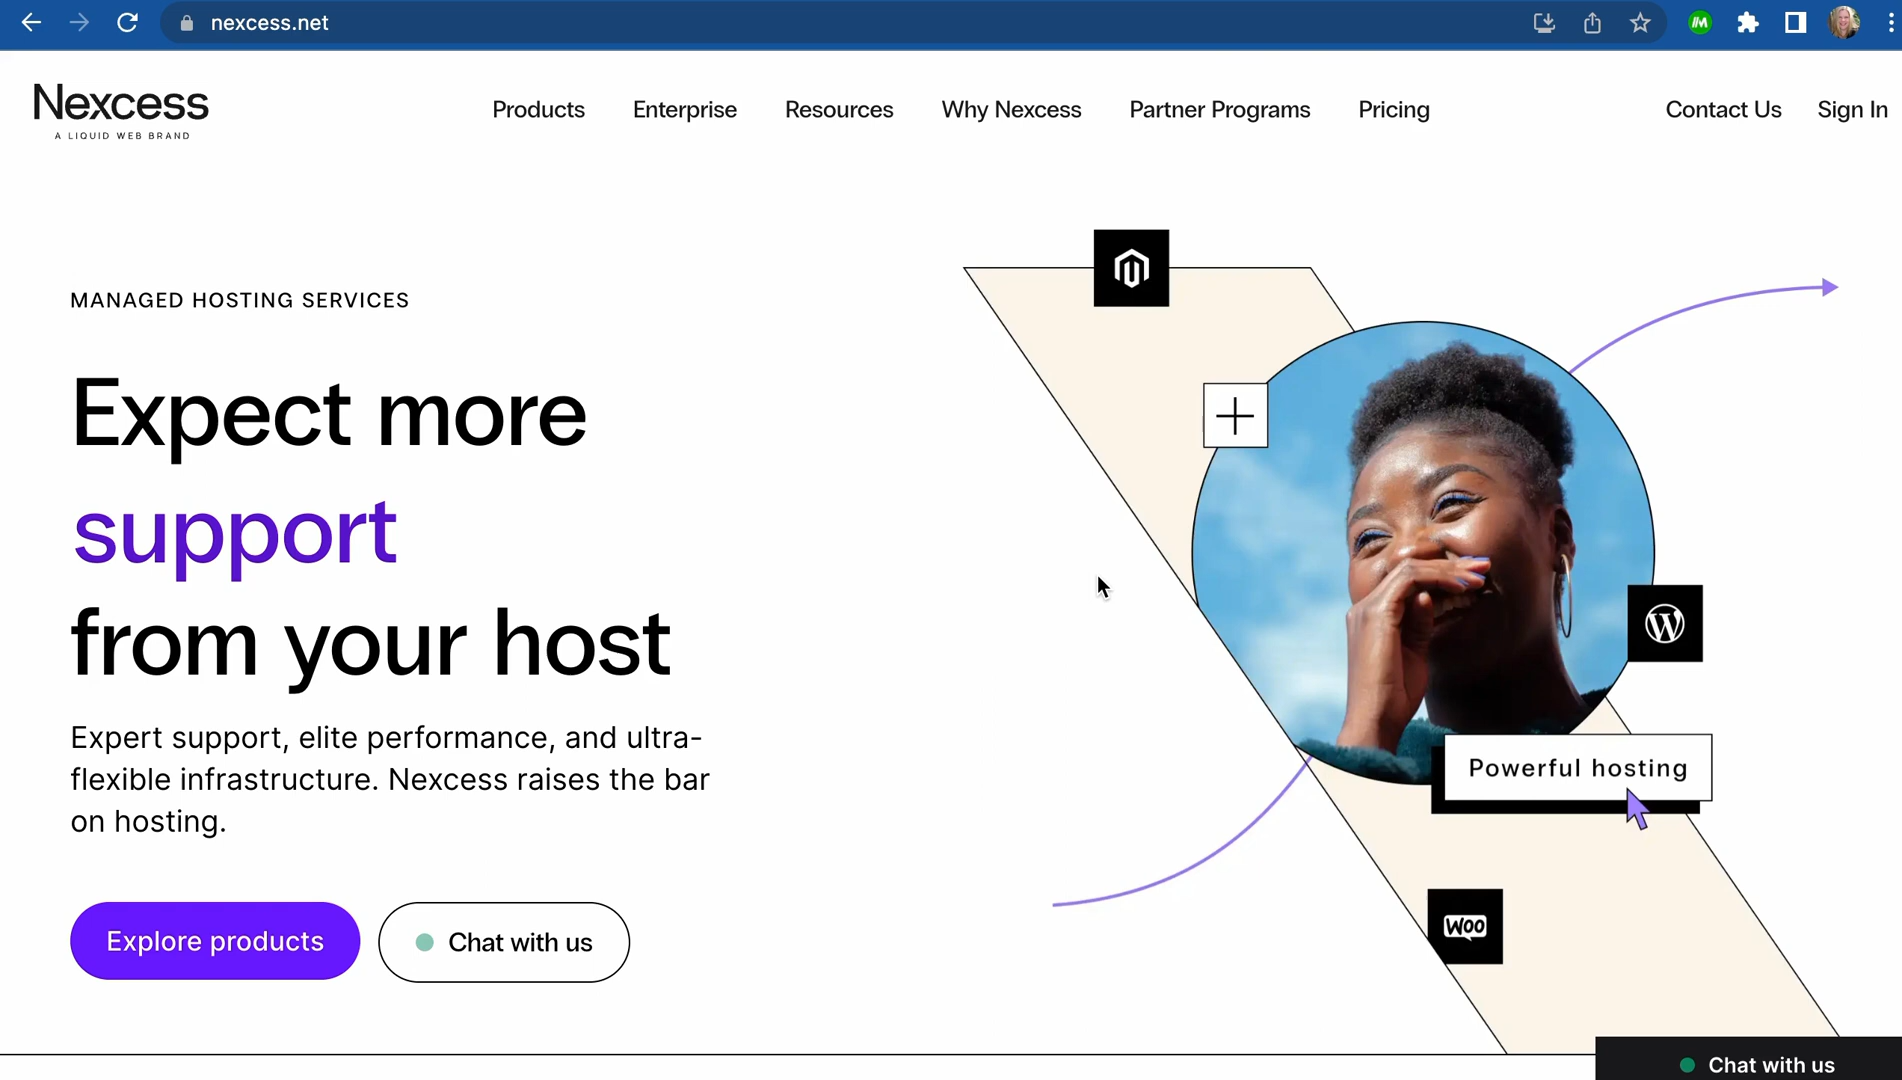 nexcess.net
Nexcess
A LIQUID WEB BRAND
Products
Enterprise
Resources
Why Nexcess
Partner Programs
Pricing
Contact Us
Sign In
MANAGED HOSTING SERVICES
Expect more
support
from your host
Expert support, elite performance, and ultra-
flexible infrastructure. Nexcess raises the bar
on hosting.
Explore products
Chat with us
Powerful hosting
WOO
Chat with us